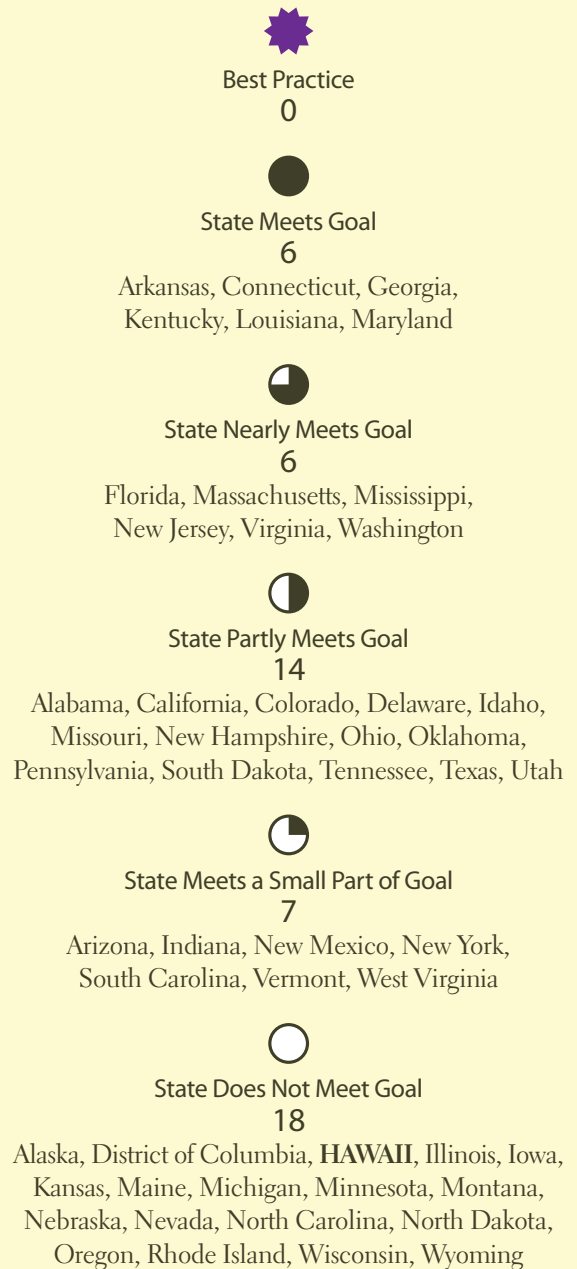 Best Practice
0
State Meets Goal
6
Arkansas, Connecticut, Georgia,
Kentucky, Louisiana, Maryland
State Nearly Meets Goal
6
Florida, Massachusetts, Mississippi,
New Jersey, Virginia, Washington
State Partly Meets Goal
14
Alabama, California, Colorado, Delaware, Idaho,
Missouri, New Hampshire, Ohio, Oklahoma,
Pennsylvania, South Dakota, Tennessee, Texas, Utah
State Meets a Small Part of Goal
7
Arizona, Indiana, New Mexico, New York,
South Carolina, Vermont, West Virginia
State Does Not Meet Goal
18
Alaska, District of Columbia, HAWAII, Illinois, Iowa,
Kansas, Maine, Michigan, Minnesota, Montana,
Nebraska, Nevada, North Carolina, North Dakota,
Oregon, Rhode Island, Wisconsin, Wyoming